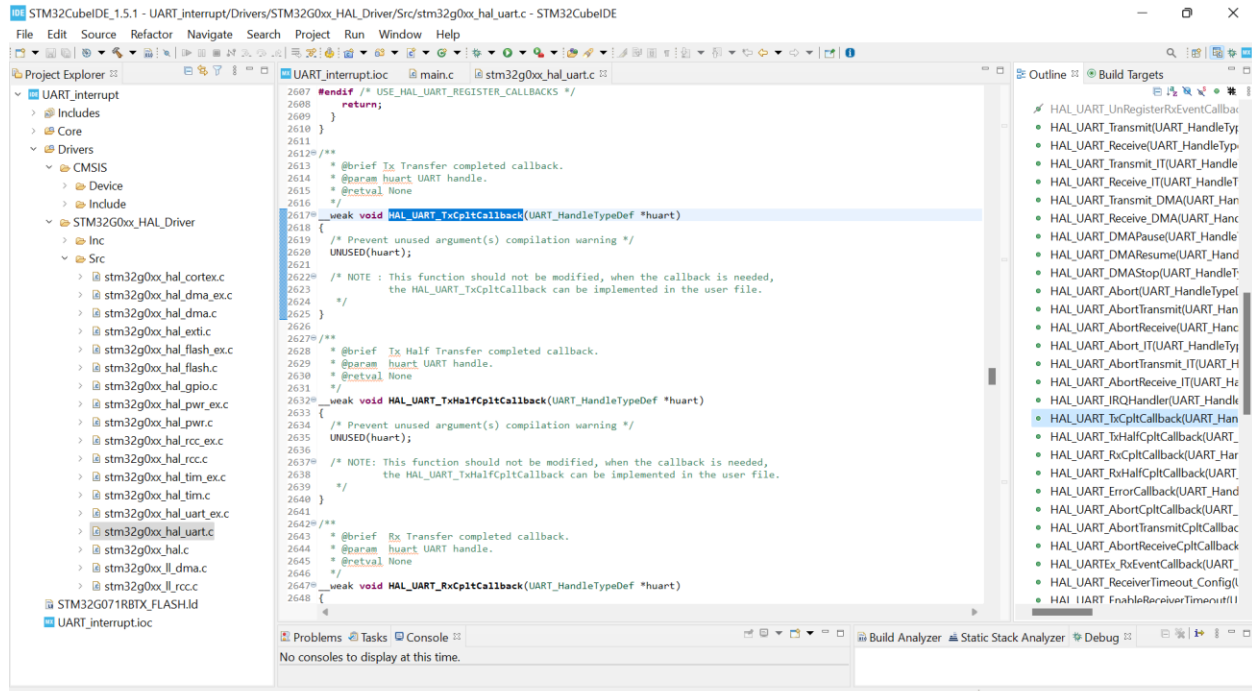 IDE STM32CubeIDE_1.5.1 - UART_interrupt/Drivers/STM32G0xx_HAL_Driver/Src/stm32g0xx_hal_uart.c - STM32CubeIDE
File Edit Source Refactor Navigate Search Project Run Window Help
Project Explorer
UART_interrupt
Includes
Core
Drivers
CMSIS
Device
Include
STM32G0xx_HAL_Driver
Inc
Src
stm32g0xx_hal_cortex.c
stm32g0xx_hal_dma_ex.c
stm32g0xx_hal_dma.c
stm32g0xx_hal_exti.c
stm32g0xx_hal_flash_ex.c
stm32g0xx_hal_flash.c
stm32g0xx_hal_gpio.c
stm32g0xx_hal_pwr_ex.c
stm32g0xx_hal_pwr.c
stm32g0xx_hal_rcc_ex.c
stm32g0xx_hal_rcc.c
stm32g0xx_hal_tim_ex.c
stm32g0xx_hal_tim.c
stm32g0xx_hal_uart_ex.c
stm32g0xx_hal_uart.c
stm32g0xx_hal.c
stm32g0xx_ll_dma.c
stm32g0xx_ll_rcc.c
STM32G071RBTX_FLASH.ld
UART_interrupt.ioc
UART_interrupt.ioc main.c stm32g0xx_hal_uart.c
2607 #endif /* USE_HAL_UART_REGISTER_CALLBACKS */
2608 return;
2609 }
2610 }
2611
2612 /**
2613 * @brief Tx Transfer completed callback.
2614 * @param huart UART handle.
2615 * @retval None
2616 */
2617 __weak void HAL_UART_TxCpltCallback(UART_HandleTypeDef *huart)
2618 {
2619 /* Prevent unused argument(s) compilation warning */
2620 UNUSED(huart);
2621
2622 /* NOTE : This function should not be modified, when the callback is needed,
2623 the HAL_UART_TxCpltCallback can be implemented in the user file.
2624 */
2625 }
2626
2627 /**
2628 * @brief Tx Half Transfer completed callback.
2629 * @param huart UART handle.
2630 * @retval None
2631 */
2632 __weak void HAL_UART_TxHalfCpltCallback(UART_HandleTypeDef *huart)
2633 {
2634 /* Prevent unused argument(s) compilation warning */
2635 UNUSED(huart);
2636
2637 /* NOTE: This function should not be modified, when the callback is needed,
2638 the HAL_UART_TxHalfCpltCallback can be implemented in the user file.
2639 */
2640 }
2641
2642 /**
2643 * @brief Rx Transfer completed callback.
2644 * @param huart UART handle.
2645 * @retval None
2646 */
2647 __weak void HAL_UART_RxCpltCallback(UART_HandleTypeDef *huart)
2648 {
Outline Build Targets
HAL_UART_UnRegisterRxEventCallbac
HAL_UART_Transmit(UART_HandleTyp
HAL_UART_Receive(UART_HandleType
HAL_UART_Transmit_IT(UART_Handle
HAL_UART_Receive_IT(UART_HandleT
HAL_UART_Transmit_DMA(UART_Han
HAL_UART_Receive_DMA(UART_Hand
HAL_UART_DMAPause(UART_Handle
HAL_UART_DMAResume(UART_Hand
HAL_UART_DMAStop(UART_HandleT
HAL_UART_Abort(UART_HandleTypeD
HAL_UART_AbortTransmit(UART_Han
HAL_UART_AbortReceive(UART_Hand
HAL_UART_Abort_IT(UART_HandleTyp
HAL_UART_AbortTransmit_IT(UART_H
HAL_UART_AbortReceive_IT(UART_Ha
HAL_UART_IRQHandler(UART_Handle
HAL_UART_TxCpltCallback(UART_Han
HAL_UART_TxHalfCpltCallback(UART_
HAL_UART_RxCpltCallback(UART_Har
HAL_UART_RxHalfCpltCallback(UART_
HAL_UART_ErrorCallback(UART_Hand
HAL_UART_AbortCpltCallback(UART_
HAL_UART_AbortTransmitCpltCallbac
HAL_UART_AbortReceiveCpltCallback
HAL_UARTEx_RxEventCallback(UART_
HAL_UART_ReceiverTimeout_Config(U
HAL_UART_EnableReceiverTimeout(U
Problems Tasks Console
No consoles to display at this time.
Build Analyzer Static Stack Analyzer Debug